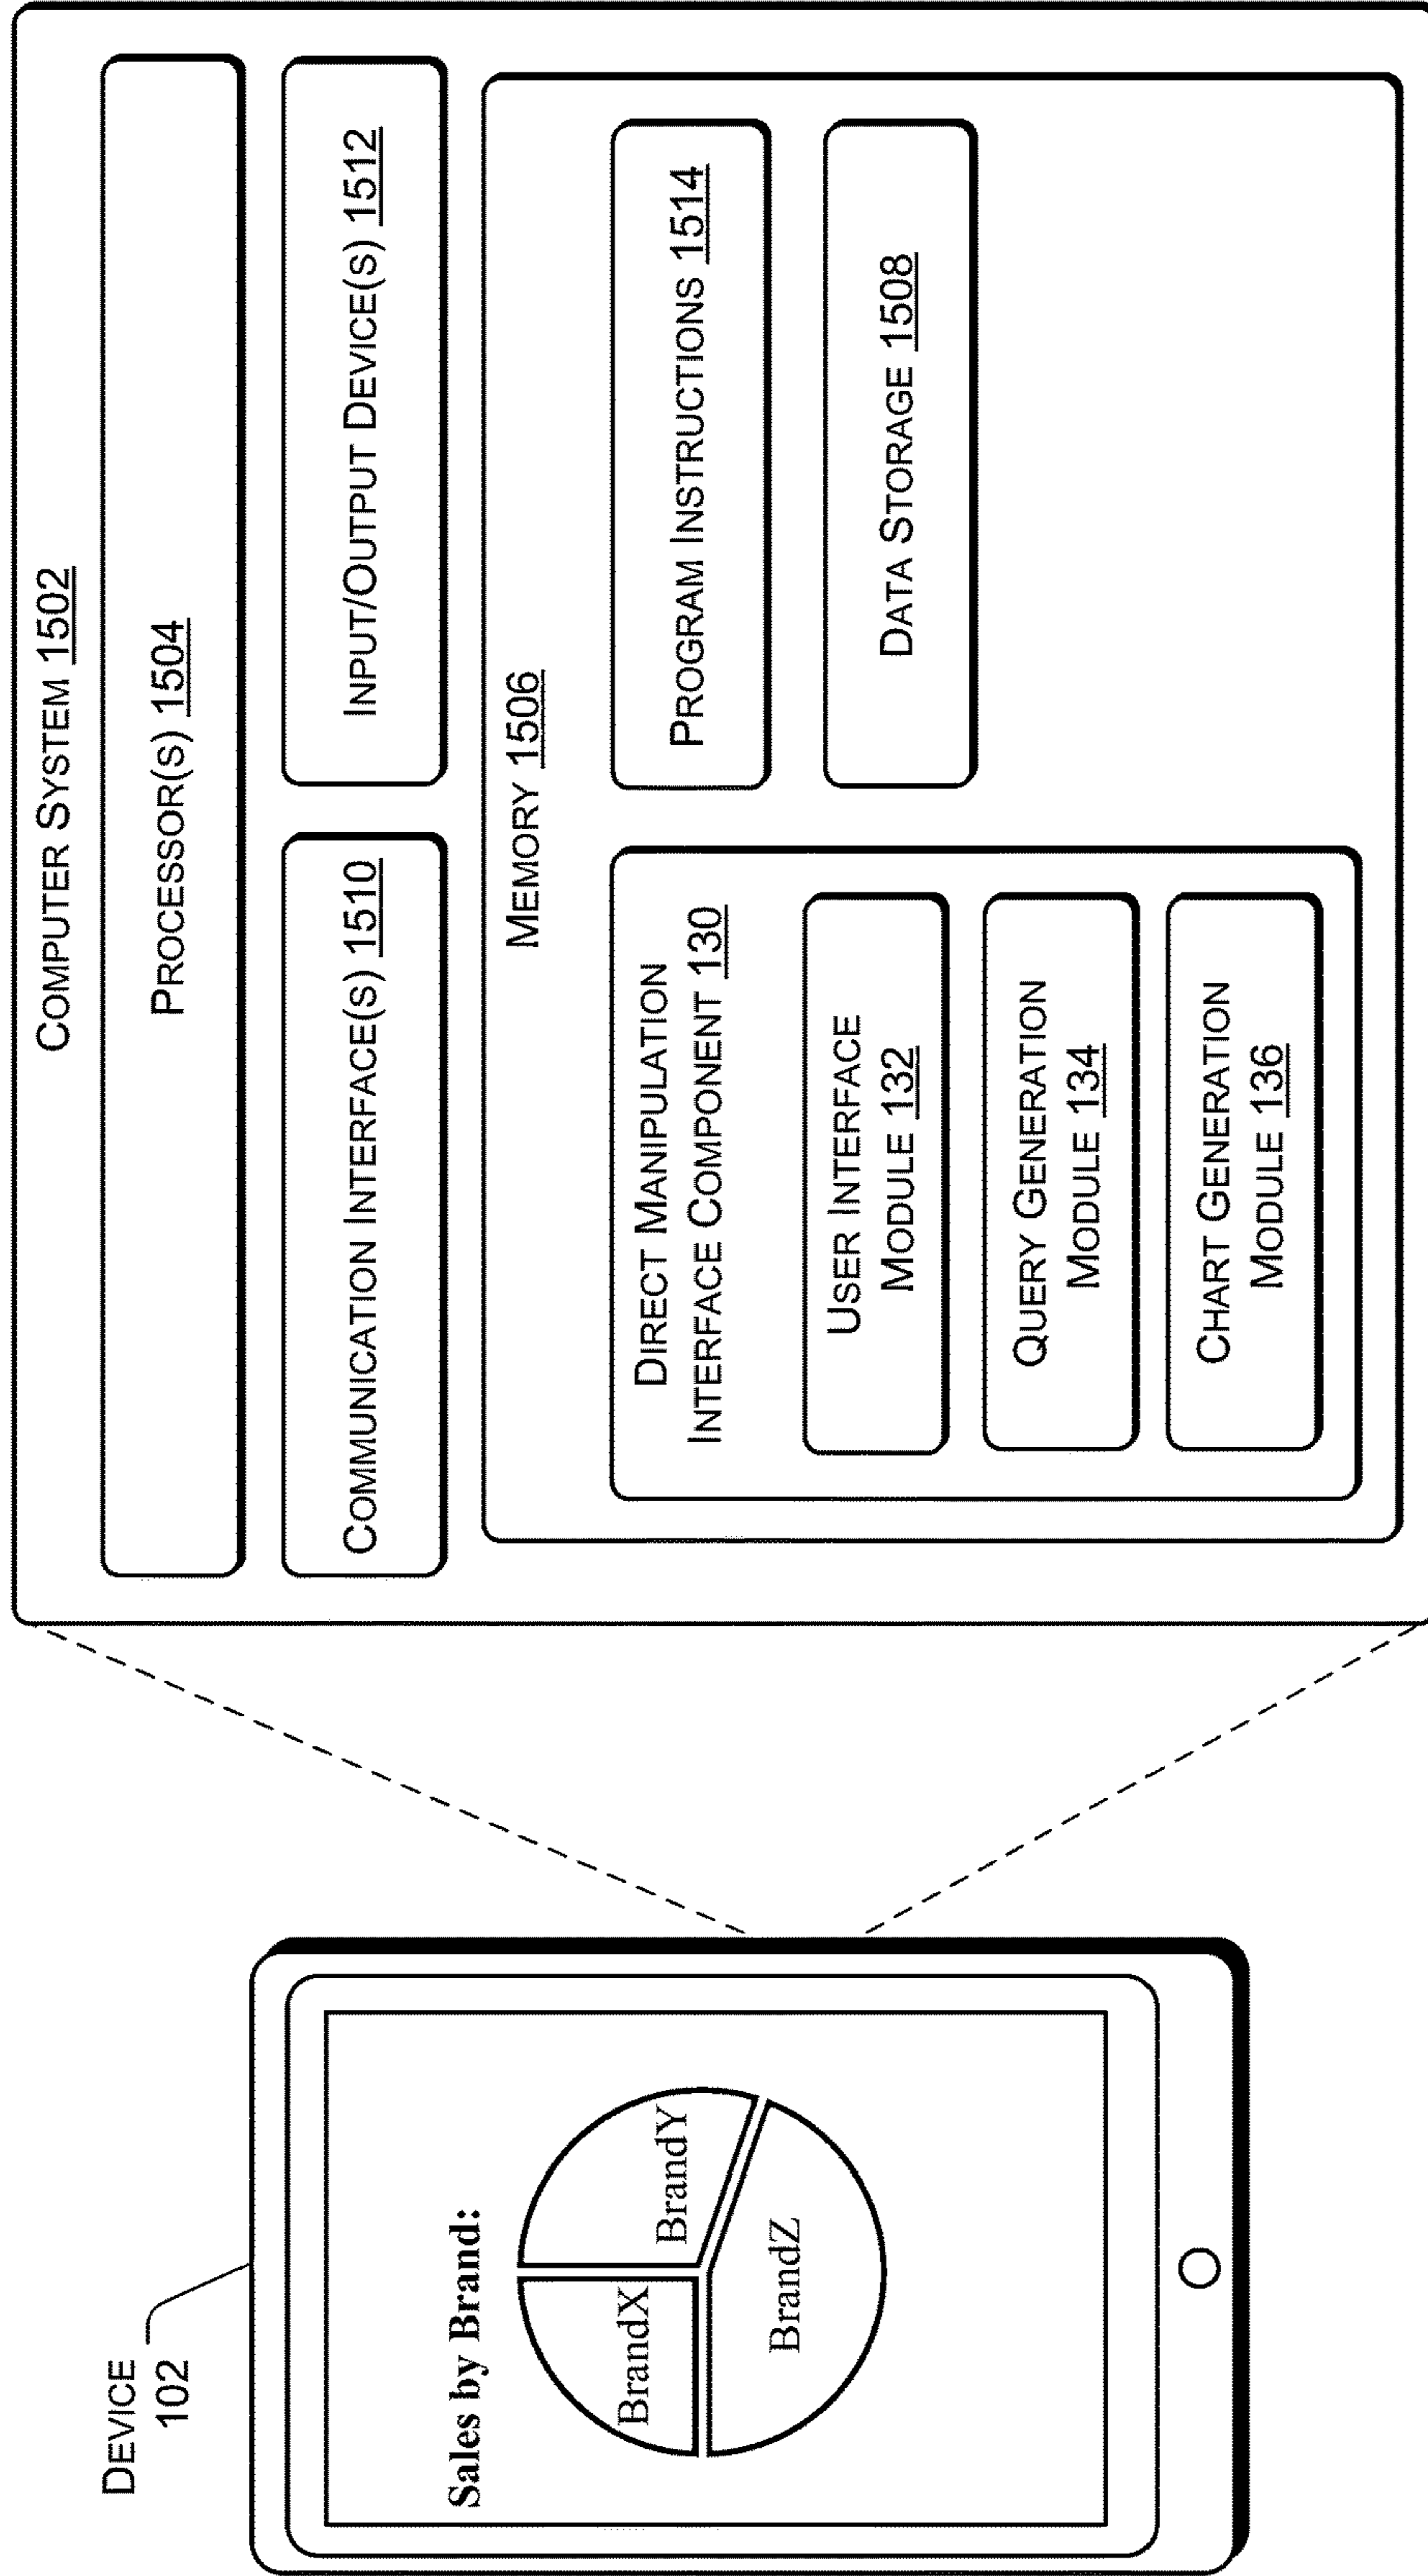 DEVICE
102
Sales by Brand:
BrandX
BrandY
BrandZ
COMPUTER SYSTEM 1502
PROCESSOR(S) 1504
COMMUNICATION INTERFACE(S) 1510
INPUT/OUTPUT DEVICE(S) 1512
MEMORY 1506
DIRECT MANIPULATION
INTERFACE COMPONENT 130
USER INTERFACE
MODULE 132
QUERY GENERATION
MODULE 134
CHART GENERATION
MODULE 136
PROGRAM INSTRUCTIONS 1514
DATA STORAGE 1508